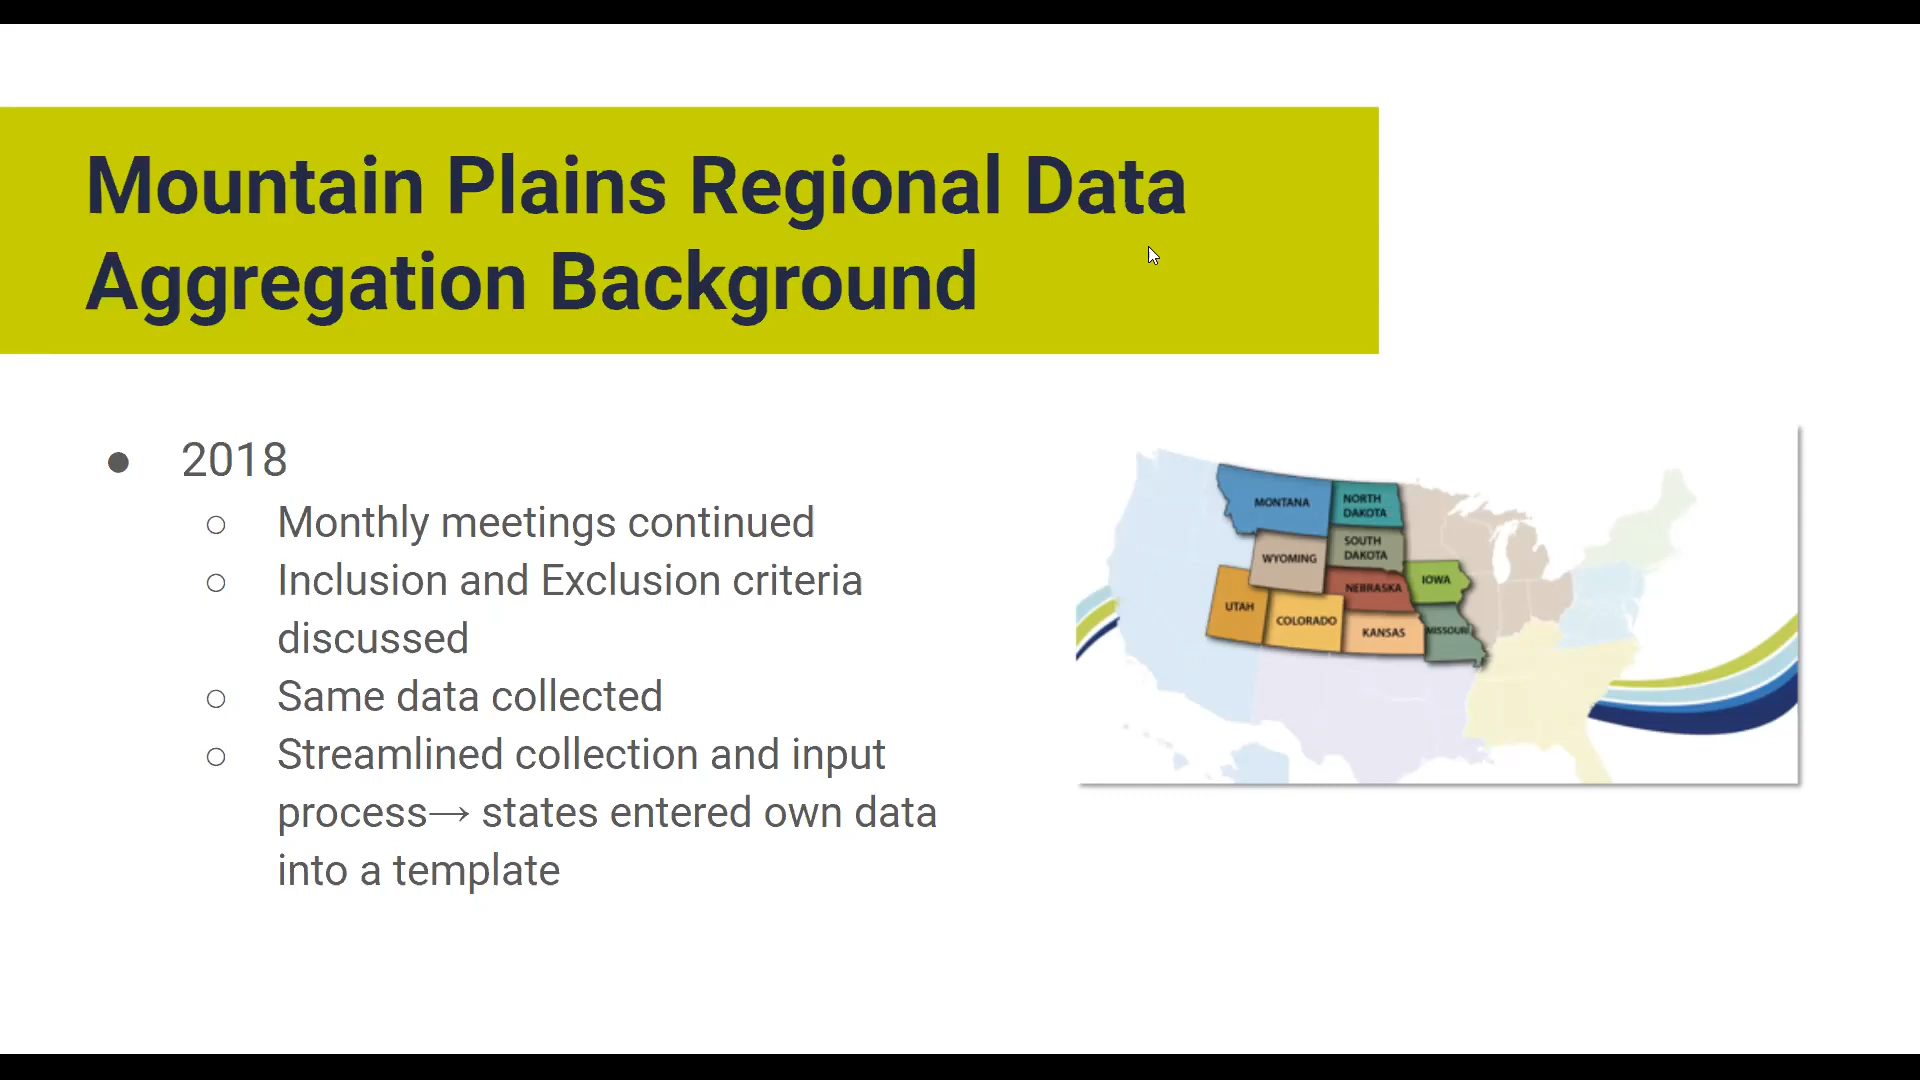 Mountain Plains Regional Data
Aggregation Background
● 2018
○ Monthly meetings continued
○ Inclusion and Exclusion criteria
discussed
○ Same data collected
○ Streamlined collection and input
process→ states entered own data
into a template
MONTANA
NORTH
DAKOTA
SOUTH
DAKOTA
WYOMING
NEBRASKA
IOWA
UTAH
COLORADO
KANSAS
MISSOURI